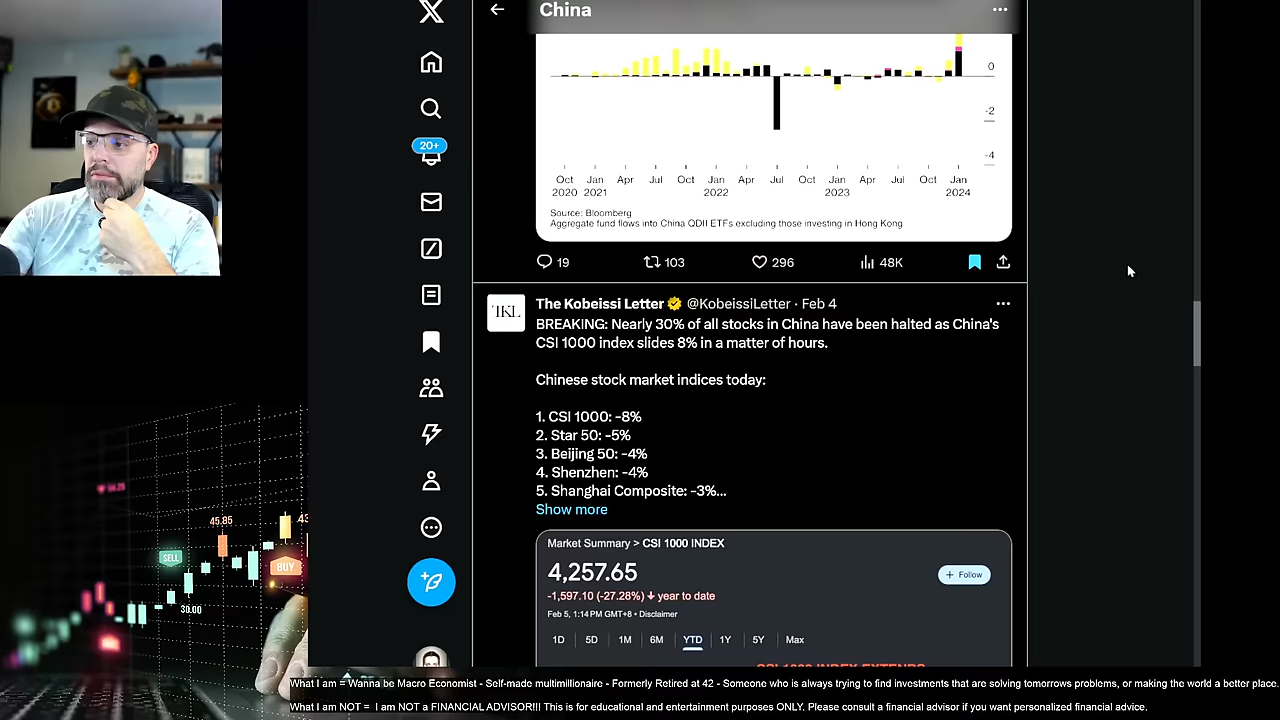 China
0
-2
-4
Oct Jan Apr Jul Oct Jan Apr Jul Oct Jan Apr Jul Oct Jan
2020 2021 2022 2023 2024
Source: Bloomberg
Aggregate fund flows into China QDII ETFs excluding those investing in Hong Kong
20+
19 103 296 48K
TKL
The Kobeissi Letter @KobeissiLetter · Feb 4
BREAKING: Nearly 30% of all stocks in China have been halted as China's
CSI 1000 index slides 8% in a matter of hours.
Chinese stock market indices today:
1. CSI 1000: -8%
2. Star 50: -5%
3. Beijing 50: -4%
4. Shenzhen: -4%
5. Shanghai Composite: -3%...
Show more
Market Summary > CSI 1000 INDEX
4,257.65
+ Follow
-1,597.10 (-27.28%) ↓ year to date
Feb 5, 1:14 PM GMT+8 • Disclaimer
1D 5D 1M 6M YTD 1Y 5Y Max
CSI 1000 INDEX EXTENDS
45.85
43
SELL
BUY
30.00
What I am = Wanna be Macro Economist - Self-made multimillionaire - Formerly Retired at 42 - Someone who is always trying to find investments that are solving tomorrows problems, or making the world a better place.
What I am NOT = I am NOT a FINANCIAL ADVISOR!!! This is for educational and entertainment purposes ONLY. Please consult a financial advisor if you want personalized financial advice.